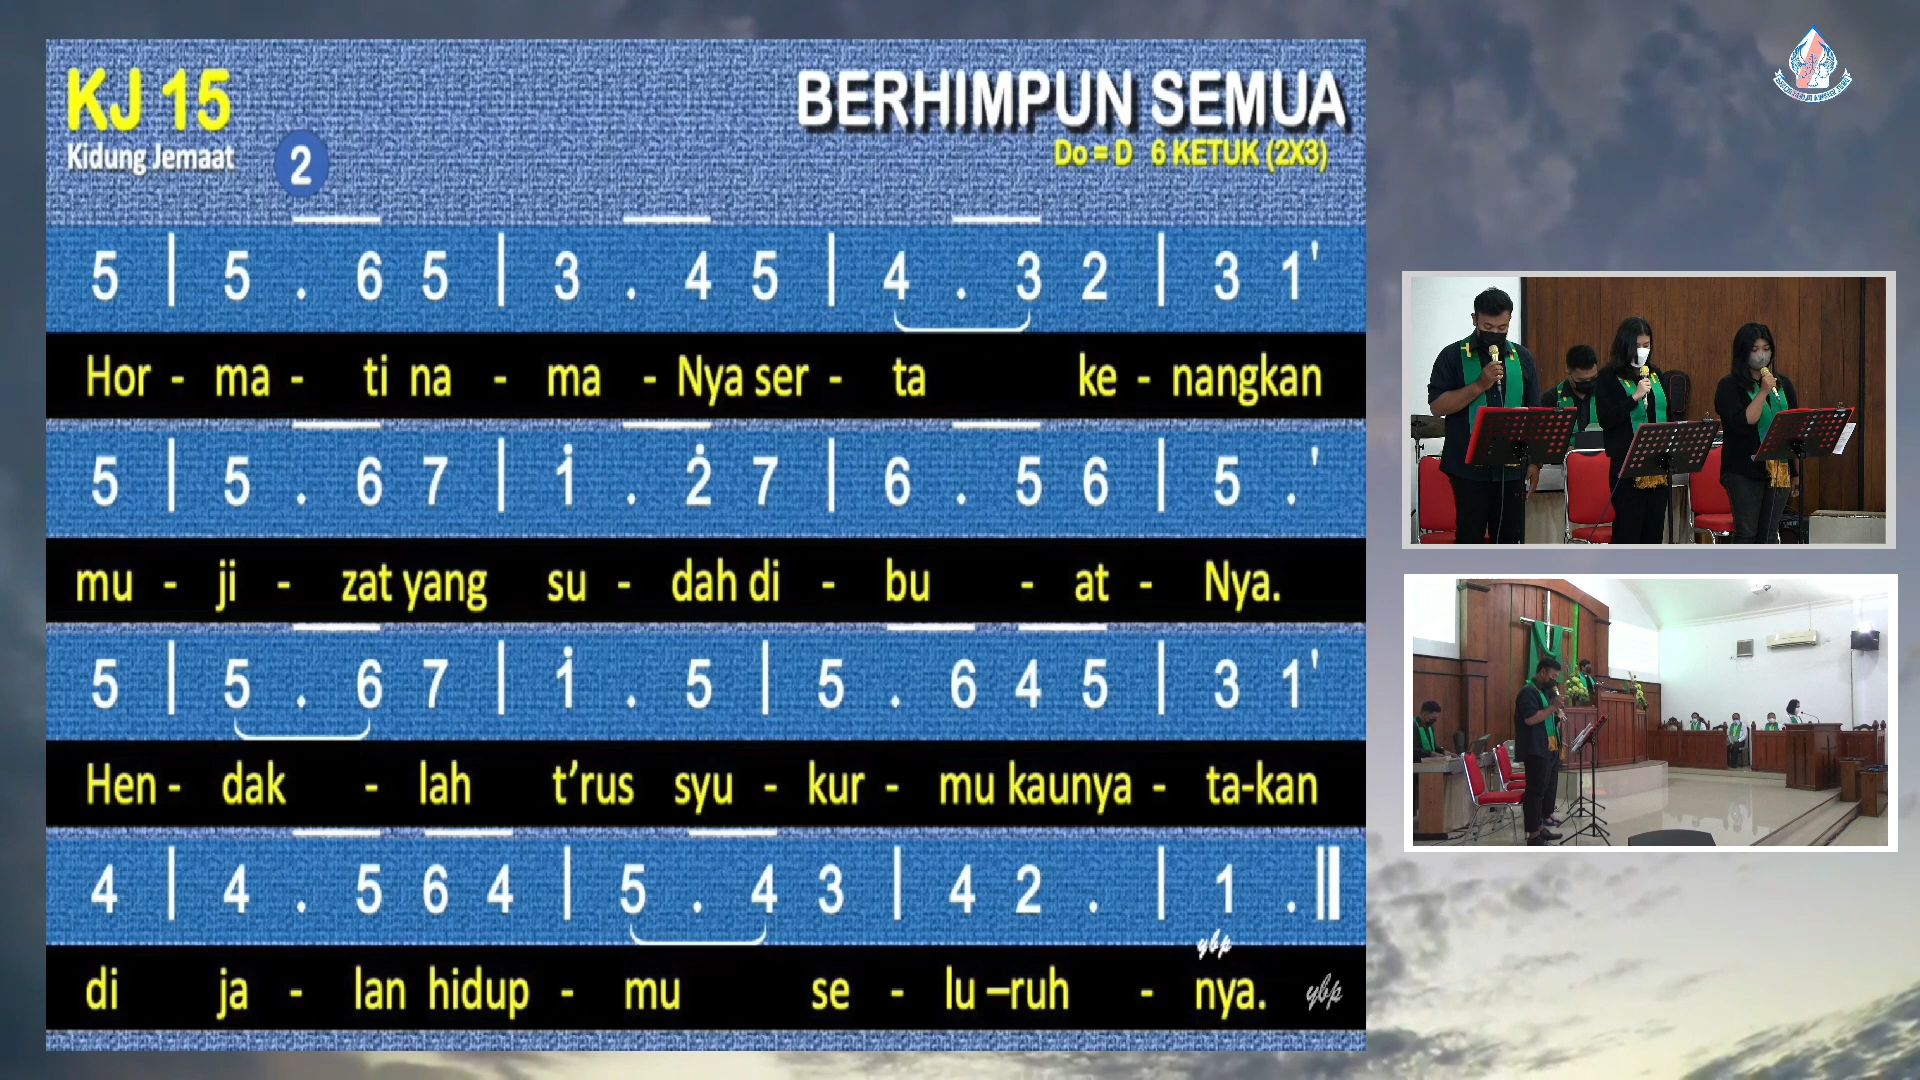 KJ 15
BERHIMPUN SEMUA
Kidung Jemaat
2
Do = D 6 KETUK (2X3)
5 | 5 . 6 5 | 3 . 4 5 | 4 . 3 2 | 3 1'
Hor - ma - ti na - ma - Nya ser - ta ke - nangkan
5 | 5 . 6 7 | i . 2̇ 7 | 6 . 5 6 | 5 . '
mu - ji - zat yang su - dah di - bu - at - Nya.
5 | 5 . 6 7 | i . 5 | 5 . 6 4 5 | 3 1'
Hen - dak - lah t’rus syu - kur - mu kaunya - ta-kan
4 | 4 . 5 6 4 | 5 . 4 3 | 4 2 . | 1 . ||
ybp
di ja - lan hidup - mu se - lu –ruh - nya.
ybp